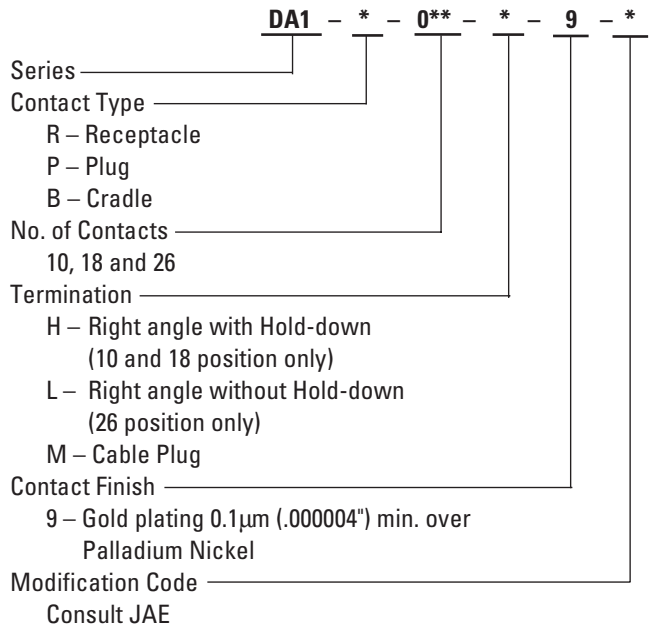 DA1 – * – 0** – * – 9 – *
Series
Contact Type
R – Receptacle
P – Plug
B – Cradle
No. of Contacts
10, 18 and 26
Termination
H – Right angle with Hold-down
(10 and 18 position only)
L – Right angle without Hold-down
(26 position only)
M – Cable Plug
Contact Finish
9 – Gold plating 0.1µm (.000004") min. over
Palladium Nickel
Modification Code
Consult JAE